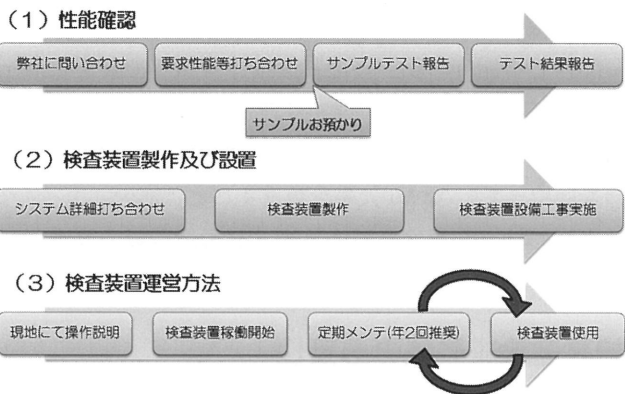 （1）性能確認
弊社に問い合わせ
要求性能等打ち合わせ
サンプルテスト報告
テスト結果報告
サンプルお預かり
（2）検査装置製作及び設置
システム詳細打ち合わせ
検査装置製作
検査装置設備工事実施
（3）検査装置運営方法
現地にて操作説明
検査装置稼働開始
定期メンテ(年2回推奨)
検査装置使用